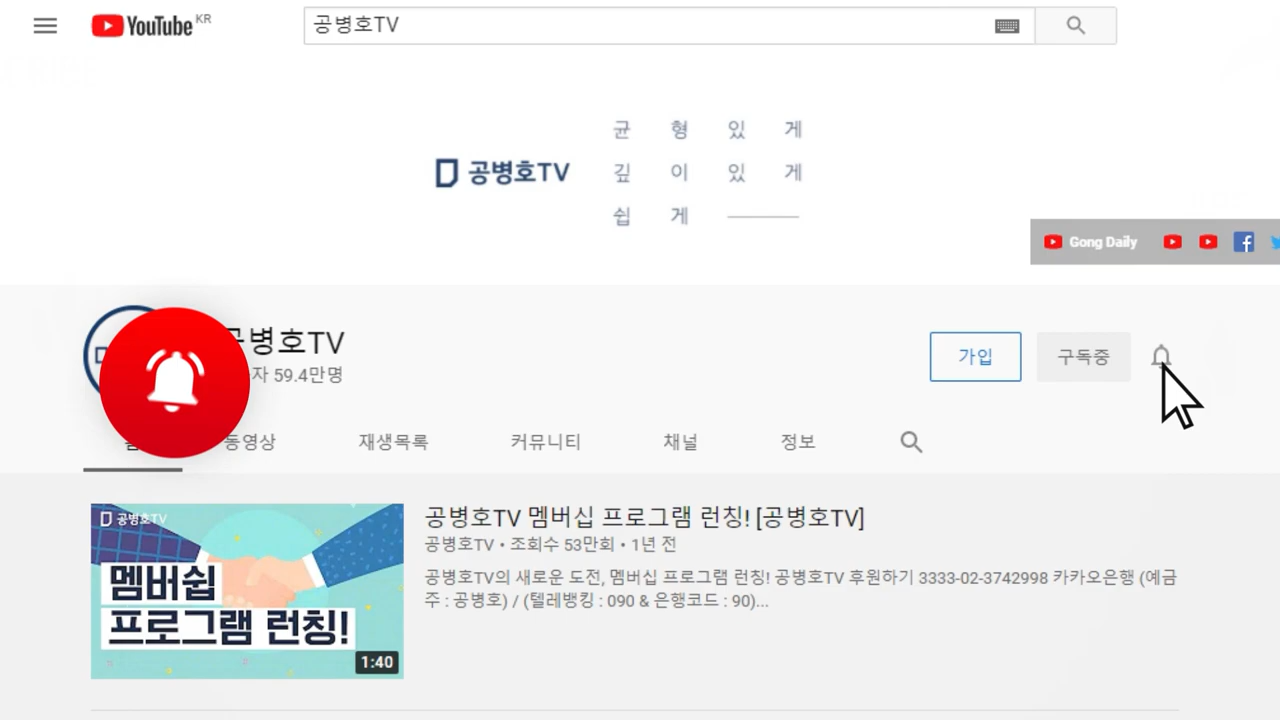 YouTube KR
공병호TV
균 형 있 게
공병호TV
깊 이 있 게
쉽 게
Gong Daily
병호TV
자 59.4만명
가입
구독중
동영상
재생목록
커뮤니티
채널
정보
공병호TV
멤버쉽
프로그램 런칭!
1:40
공병호TV 멤버십 프로그램 런칭! [공병호TV]
공병호TV • 조회수 53만회 • 1년 전
공병호TV의 새로운 도전, 멤버십 프로그램 런칭! 공병호TV 후원하기 3333-02-3742998 카카오은행 (예금
주 : 공병호) / (텔레뱅킹 : 090 & 은행코드 : 90)...